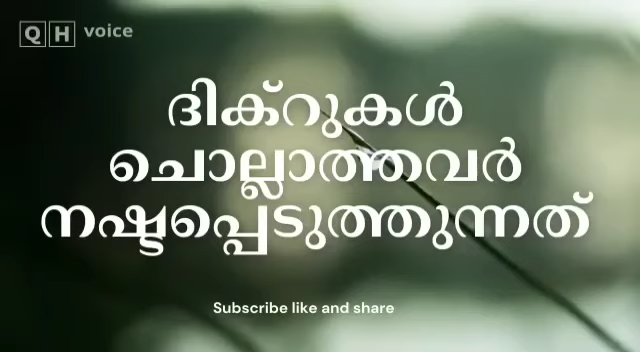 QH voice
ദിക്റുകൾ
ചൊല്ലാത്തവർ
നഷ്ടപ്പെടുത്തുന്നത്
Subscribe like and share